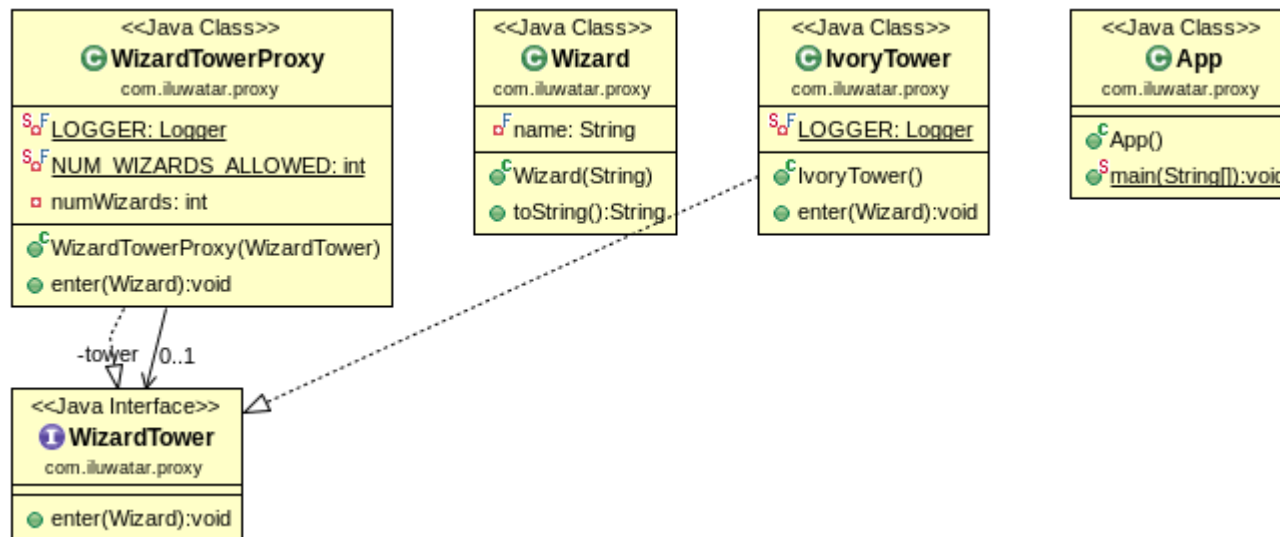 <<Java Class>>
WizardTowerProxy
com.iluwatar.proxy
LOGGER: Logger
NUM_WIZARDS_ALLOWED: int
numWizards: int
WizardTowerProxy(WizardTower)
enter(Wizard):void
<<Java Class>>
Wizard
com.iluwatar.proxy
name: String
Wizard(String)
toString():String
<<Java Class>>
IvoryTower
com.iluwatar.proxy
LOGGER: Logger
IvoryTower()
enter(Wizard):void
<<Java Class>>
App
com.iluwatar.proxy
App()
main(String[]):void
-tower 0..1
<<Java Interface>>
WizardTower
com.iluwatar.proxy
enter(Wizard):void